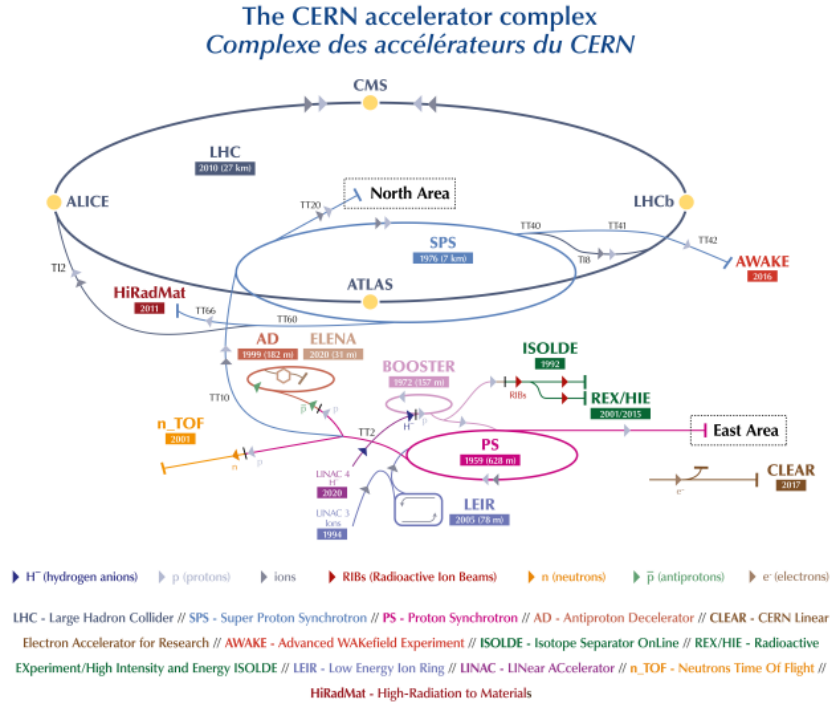 The CERN accelerator complex
Complexe des accélérateurs du CERN
CMS
LHC
2010 (27 km)
TT20
North Area
ALICE
LHCb
TT40
TT41
SPS
1976 (7 km)
TT42
TI2
TI8
AWAKE
2016
HiRadMat
2011
ATLAS
TT66
TT60
AD
1999 (182 m)
ELENA
2020 (31 m)
ISOLDE
1992
BOOSTER
1972 (157 m)
RIBs
REX/HIE
2001/2015
TT10
p
p
H⁻
p
n_TOF
2001
TT2
East Area
PS
1959 (628 m)
n
p
LINAC 4
H⁻
2020
CLEAR
2017
e⁻
LINAC 3
Ions
1994
LEIR
2005 (78 m)
H⁻ (hydrogen anions)
p (protons)
ions
RIBs (Radioactive Ion Beams)
n (neutrons)
p̅ (antiprotons)
e⁻ (electrons)
LHC - Large Hadron Collider // SPS - Super Proton Synchrotron // PS - Proton Synchrotron // AD - Antiproton Decelerator // CLEAR - CERN Linear
Electron Accelerator for Research // AWAKE - Advanced WAKefield Experiment // ISOLDE - Isotope Separator OnLine // REX/HIE - Radioactive
EXperiment/High Intensity and Energy ISOLDE // LEIR - Low Energy Ion Ring // LINAC - LINear ACcelerator // n_TOF - Neutrons Time Of Flight //
HiRadMat - High-Radiation to Materials